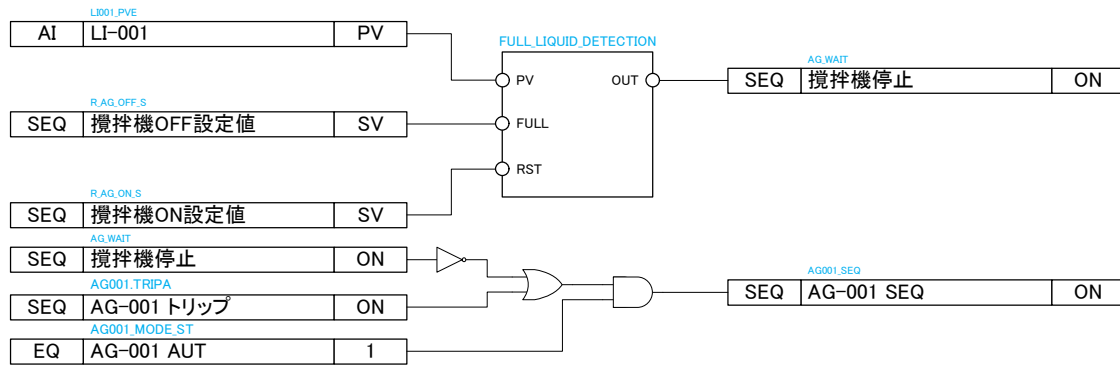 LI001_PVE
AI LI-001 PV
FULL_LIQUID_DETECTION
PV OUT
AG_WAIT
SEQ 攪拌機停止 ON
R_AG_OFF_S
SEQ 攪拌機OFF設定値 SV
FULL
RST
R_AG_ON_S
SEQ 攪拌機ON設定値 SV
AG_WAIT
SEQ 攪拌機停止 ON
AG001.TRIPA
SEQ AG-001 トリップ ON
AG001_SEQ
SEQ AG-001 SEQ ON
AG001_MODE_ST
EQ AG-001 AUT 1